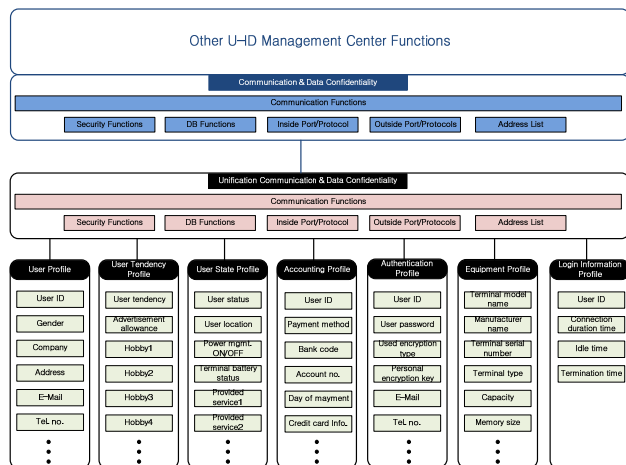 Other U-ID Management Center Functions
Communication & Data Confidentiality
Communication Functions
Security Functions
DB Functions
Inside Port/Protocol
Outside Port/Protocols
Address List
Unification Communication & Data Confidentiality
Communication Functions
Security Functions
DB Functions
Inside Port/Protocol
Outside Port/Protocols
Address List
User Profile
User ID
Gender
Company
Address
E-Mail
Tel. no.
User Tendency
Profile
User tendency
Advertisement
allowance
Hobby1
Hobby2
Hobby3
Hobby4
User State Profile
User status
User location
Power mgmt.
ON/OFF
Terminal battery
status
Provided
service1
Provided
service2
Accounting Profile
User ID
Payment method
Bank code
Account no.
Day of mayment
Credit card Info.
Authentication
Profile
User ID
User password
Used encryption
type
Personal
encryption key
E-Mail
Tel. no.
Equipment Profile
Terminal model
name
Manufacturer
name
Terminal serial
number
Terminal type
Capacity
Memory size
Login Information
Profile
User ID
Connection
duration time
Idle time
Termination time